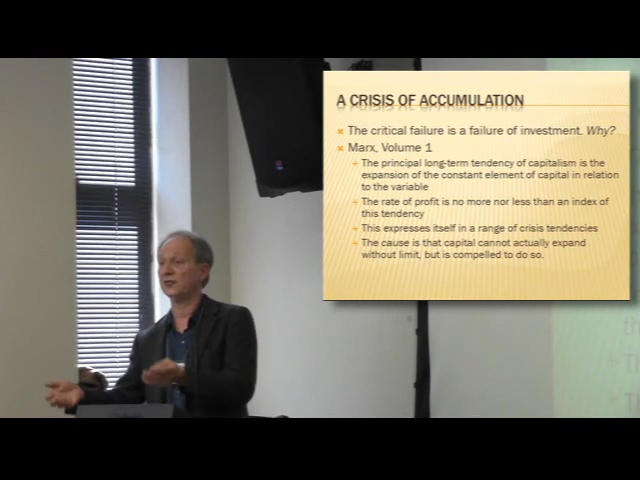 A CRISIS OF ACCUMULATION
The critical failure is a failure of investment. Why?
Marx, Volume 1
The principal long-term tendency of capitalism is the
expansion of the constant element of capital in relation
to the variable
The rate of profit is no more nor less than an index of
this tendency
This expresses itself in a range of crisis tendencies
The cause is that capital cannot actually expand
without limit, but is compelled to do so.
th
Th
Th